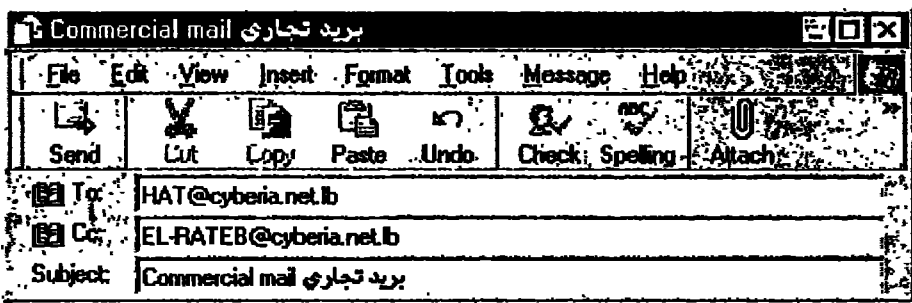 Commercial mail بريد تجاري
File Edit View Insert Format Tools Message Help
Send Cut Copy Paste Undo Check Spelling Attach
To: HAT@cyberia.net.lb
Cc: EL-RATEB@cyberia.net.lb
Subject: Commercial mail بريد تجاري